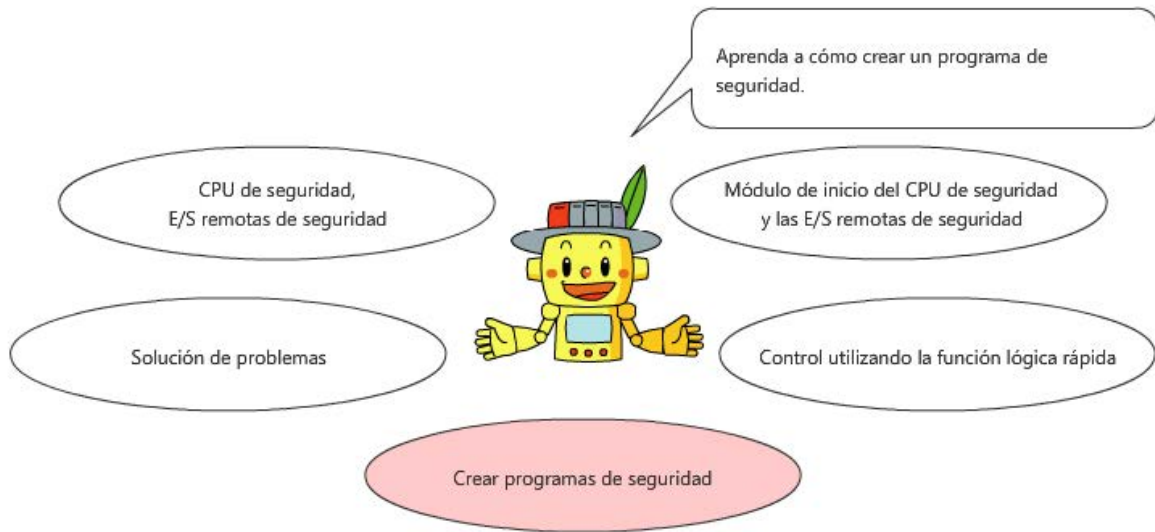 Aprenda a cómo crear un programa de
seguridad.
CPU de seguridad,
E/S remotas de seguridad
Módulo de inicio del CPU de seguridad
y las E/S remotas de seguridad
Solución de problemas
Control utilizando la función lógica rápida
Crear programas de seguridad